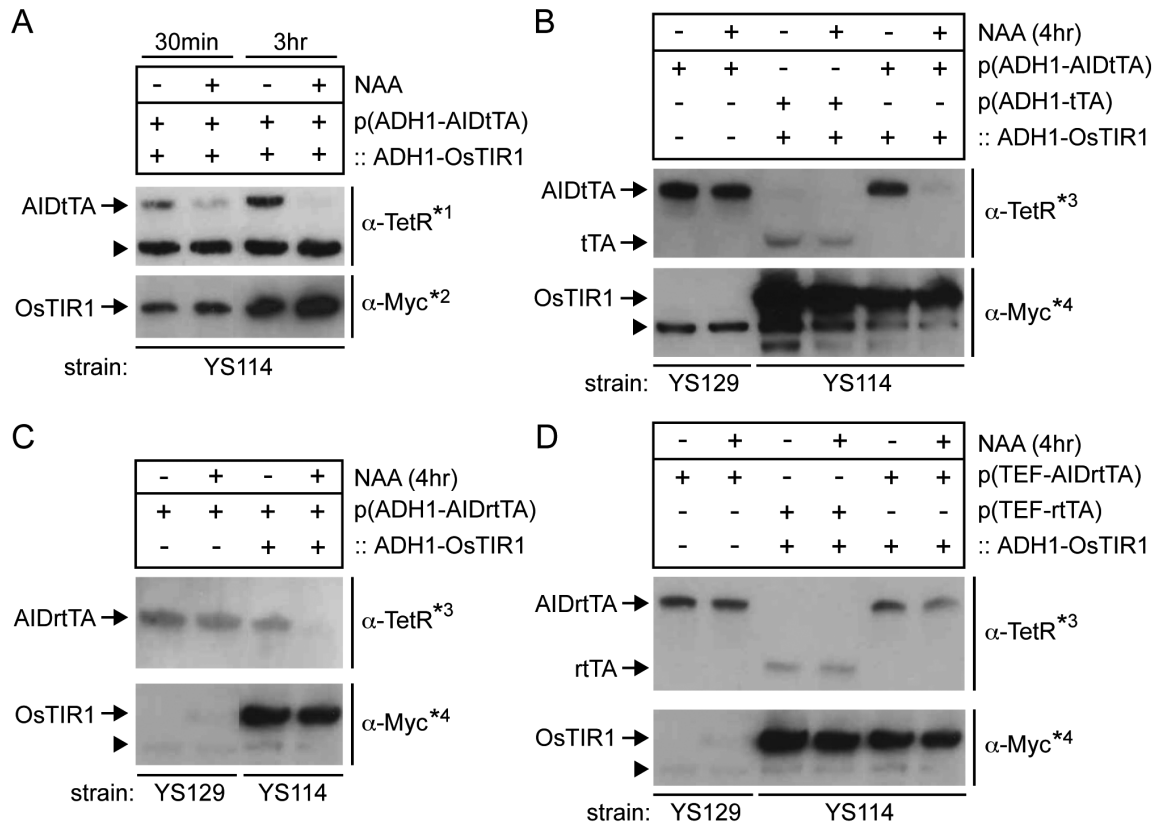 A
30min 3hr
- + - + NAA
+ + + + p(ADH1-AIDtTA)
+ + + + :: ADH1-OsTIR1
AIDtTA α-TetR*1
OsTIR1 α-Myc*2
strain: YS114
B
- + - + - + NAA (4hr)
+ + - - + + p(ADH1-AIDtTA)
- - + + - - p(ADH1-tTA)
- - + + + + :: ADH1-OsTIR1
AIDtTA
α-TetR*3
tTA
OsTIR1 α-Myc*4
strain: YS129 YS114
C
- + - + NAA (4hr)
+ + + + p(ADH1-AIDrtTA)
- - + + :: ADH1-OsTIR1
AIDrtTA α-TetR*3
OsTIR1 α-Myc*4
strain: YS129 YS114
D
- + - + - + NAA (4hr)
+ + - - + + p(TEF-AIDrtTA)
- - + + - - p(TEF-rtTA)
- - + + + + :: ADH1-OsTIR1
AIDrtTA
α-TetR*3
rtTA
OsTIR1 α-Myc*4
strain: YS129 YS114